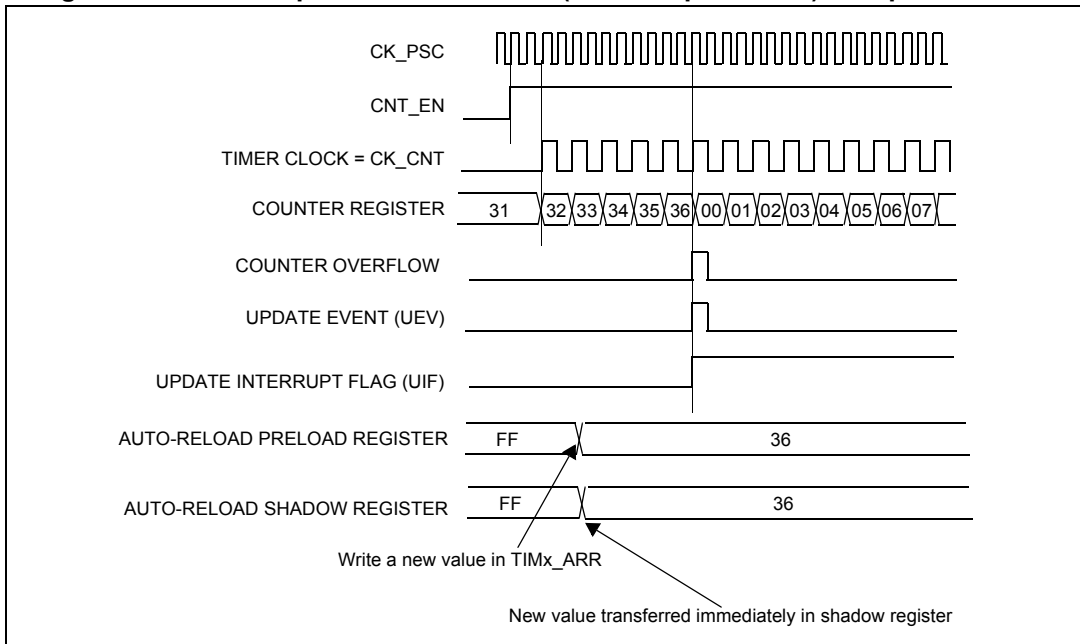 CK_PSC
CNT_EN
TIMER CLOCK = CK_CNT
COUNTER REGISTER 31 32 33 34 35 36 00 01 02 03 04 05 06 07
COUNTER OVERFLOW
UPDATE EVENT (UEV)
UPDATE INTERRUPT FLAG (UIF)
AUTO-RELOAD PRELOAD REGISTER FF 36
AUTO-RELOAD SHADOW REGISTER FF 36
Write a new value in TIMx_ARR
New value transferred immediately in shadow register